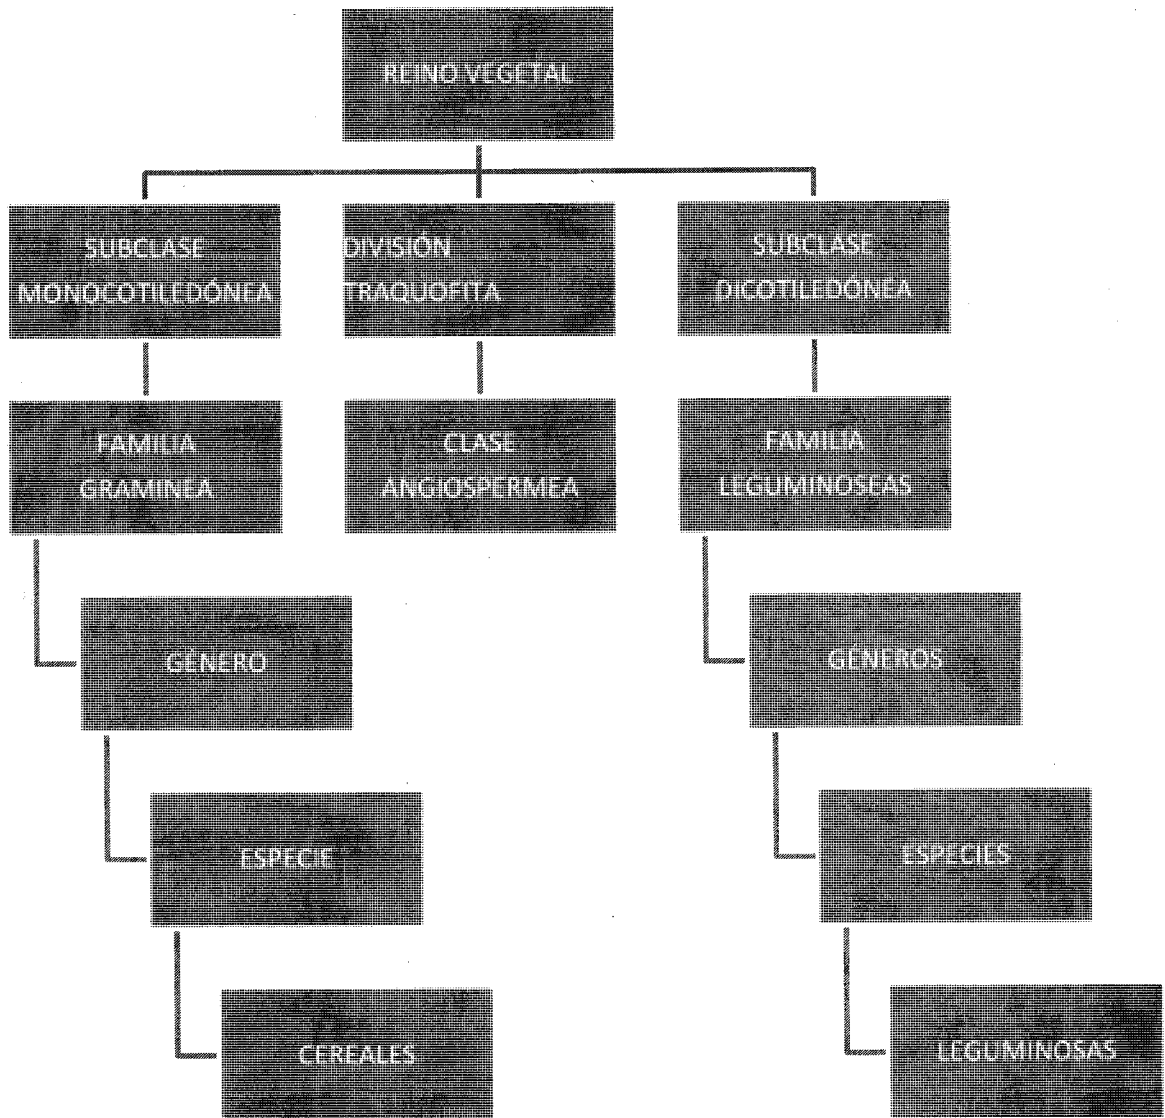 REINO VEGETAL
SUBCLASE
MONOCOTILEDÓNEA
DIVISIÓN
TRAQUOFITA
SUBCLASE
DICOTILEDÓNEA
FAMILIA
GRAMINEA
CLASE
ANGIOSPERMEA
FAMILIA
LEGUMINOSEAS
GÉNERO
GÉNEROS
ESPECIE
ESPECIES
CEREALES
LEGUMINOSAS